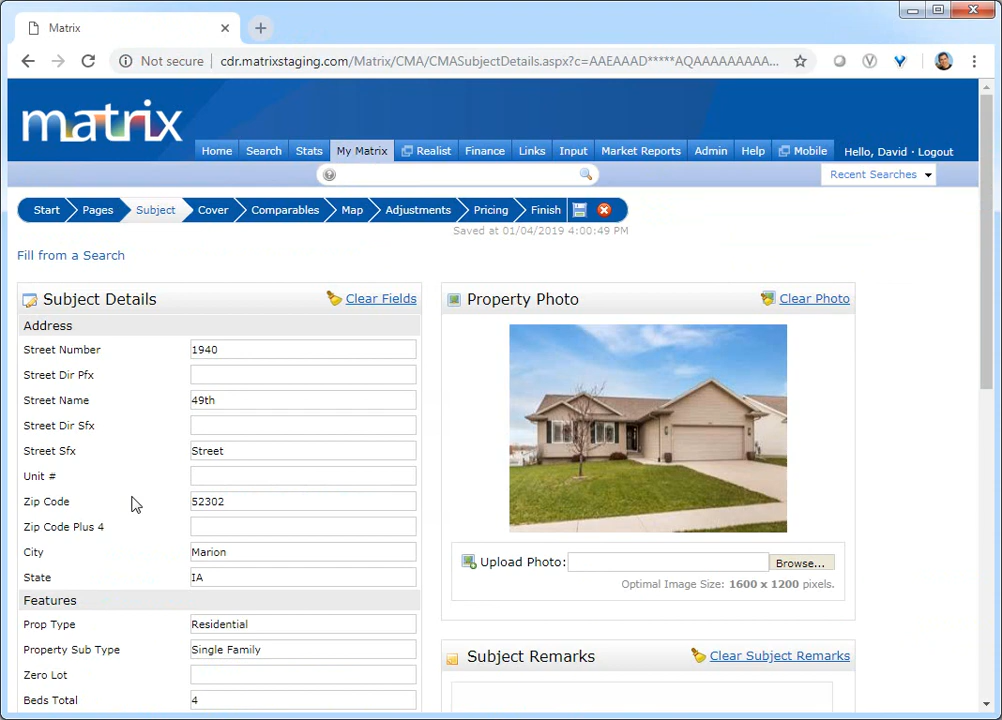 Matrix
Not secure cdr.matrixstaging.com/Matrix/CMA/CMASubjectDetails.aspx?c=AAEAAAD*****AQAAAAAAAAA...
matrix
Home Search Stats My Matrix Realist Finance Links Input Market Reports Admin Help Mobile Hello, David · Logout
Recent Searches
Start Pages Subject Cover Comparables Map Adjustments Pricing Finish
Saved at 01/04/2019 4:00:49 PM
Fill from a Search
Subject Details Clear Fields
Address
Street Number 1940
Street Dir Pfx
Street Name 49th
Street Dir Sfx
Street Sfx Street
Unit #
Zip Code 52302
Zip Code Plus 4
City Marion
State IA
Features
Prop Type Residential
Property Sub Type Single Family
Zero Lot
Beds Total 4
Property Photo Clear Photo
Upload Photo: Browse...
Optimal Image Size: 1600 x 1200 pixels.
Subject Remarks Clear Subject Remarks